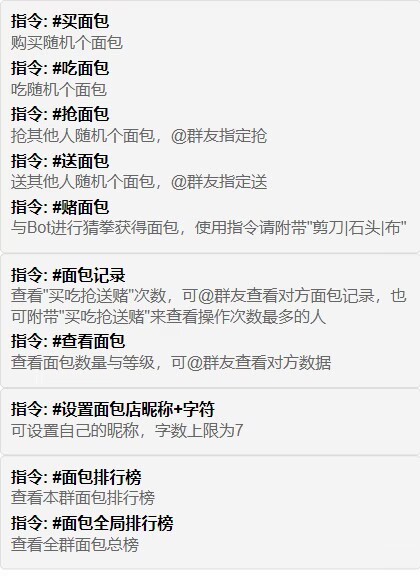 指令: #买面包
购买随机个面包
指令: #吃面包
吃随机个面包
指令: #抢面包
抢其他人随机个面包，@群友指定抢
指令: #送面包
送其他人随机个面包，@群友指定送
指令: #赌面包
与Bot进行猜拳获得面包，使用指令请附带"剪刀|石头|布"
指令: #面包记录
查看"买吃抢送赌"次数，可@群友查看对方面包记录，也
可附带"买吃抢送赌"来查看操作次数最多的人
指令: #查看面包
查看面包数量与等级，可@群友查看对方数据
指令: #设置面包店昵称+字符
可设置自己的昵称，字数上限为7
指令: #面包排行榜
查看本群面包排行榜
指令: #面包全局排行榜
查看全群面包总榜